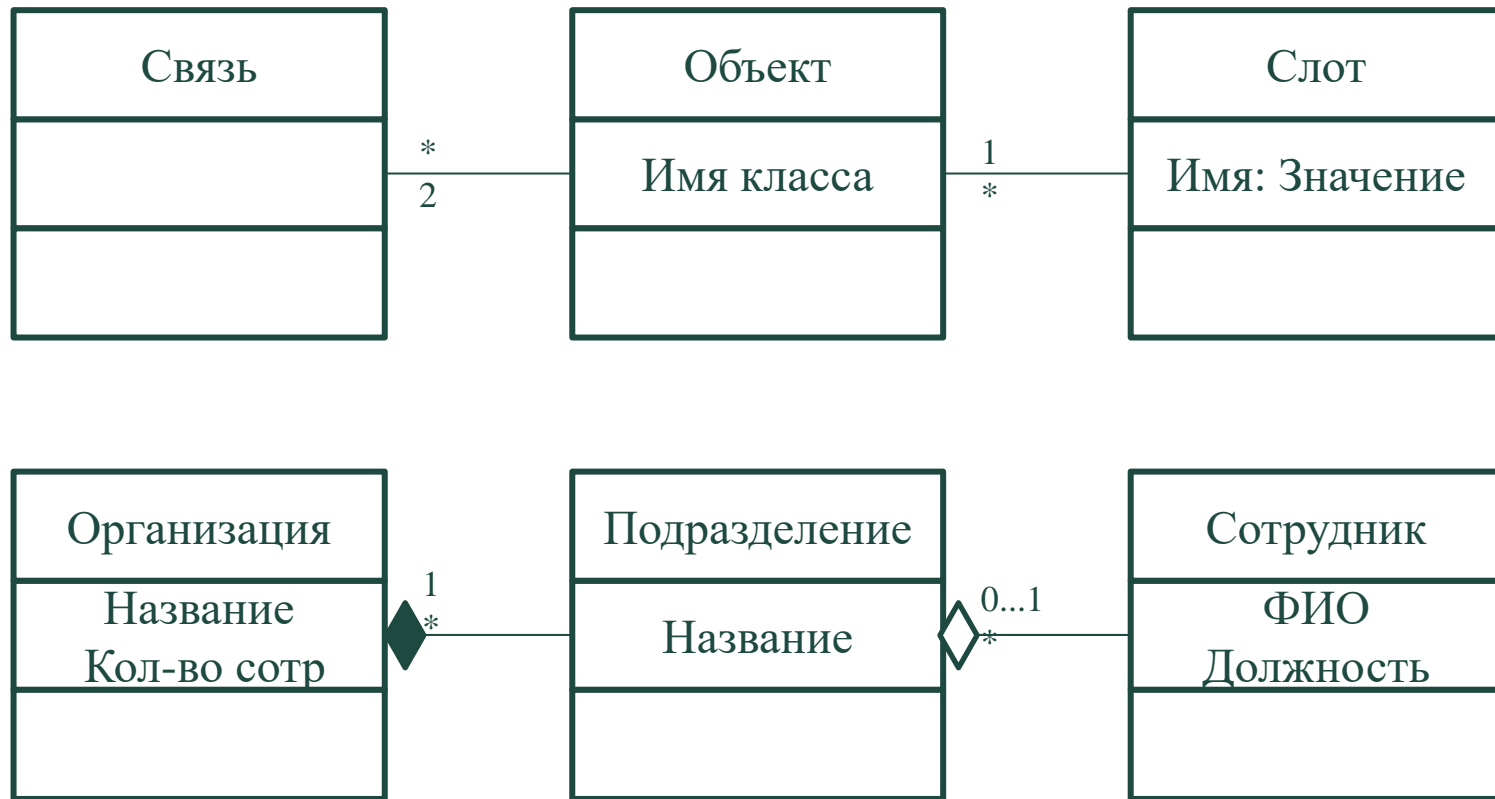 Связь
Объект
Слот
*
2
Имя класса
1
*
Имя: Значение
Организация
Подразделение
Сотрудник
Название
Кол-во сотр
1
*
Название
0...1
*
ФИО
Должность